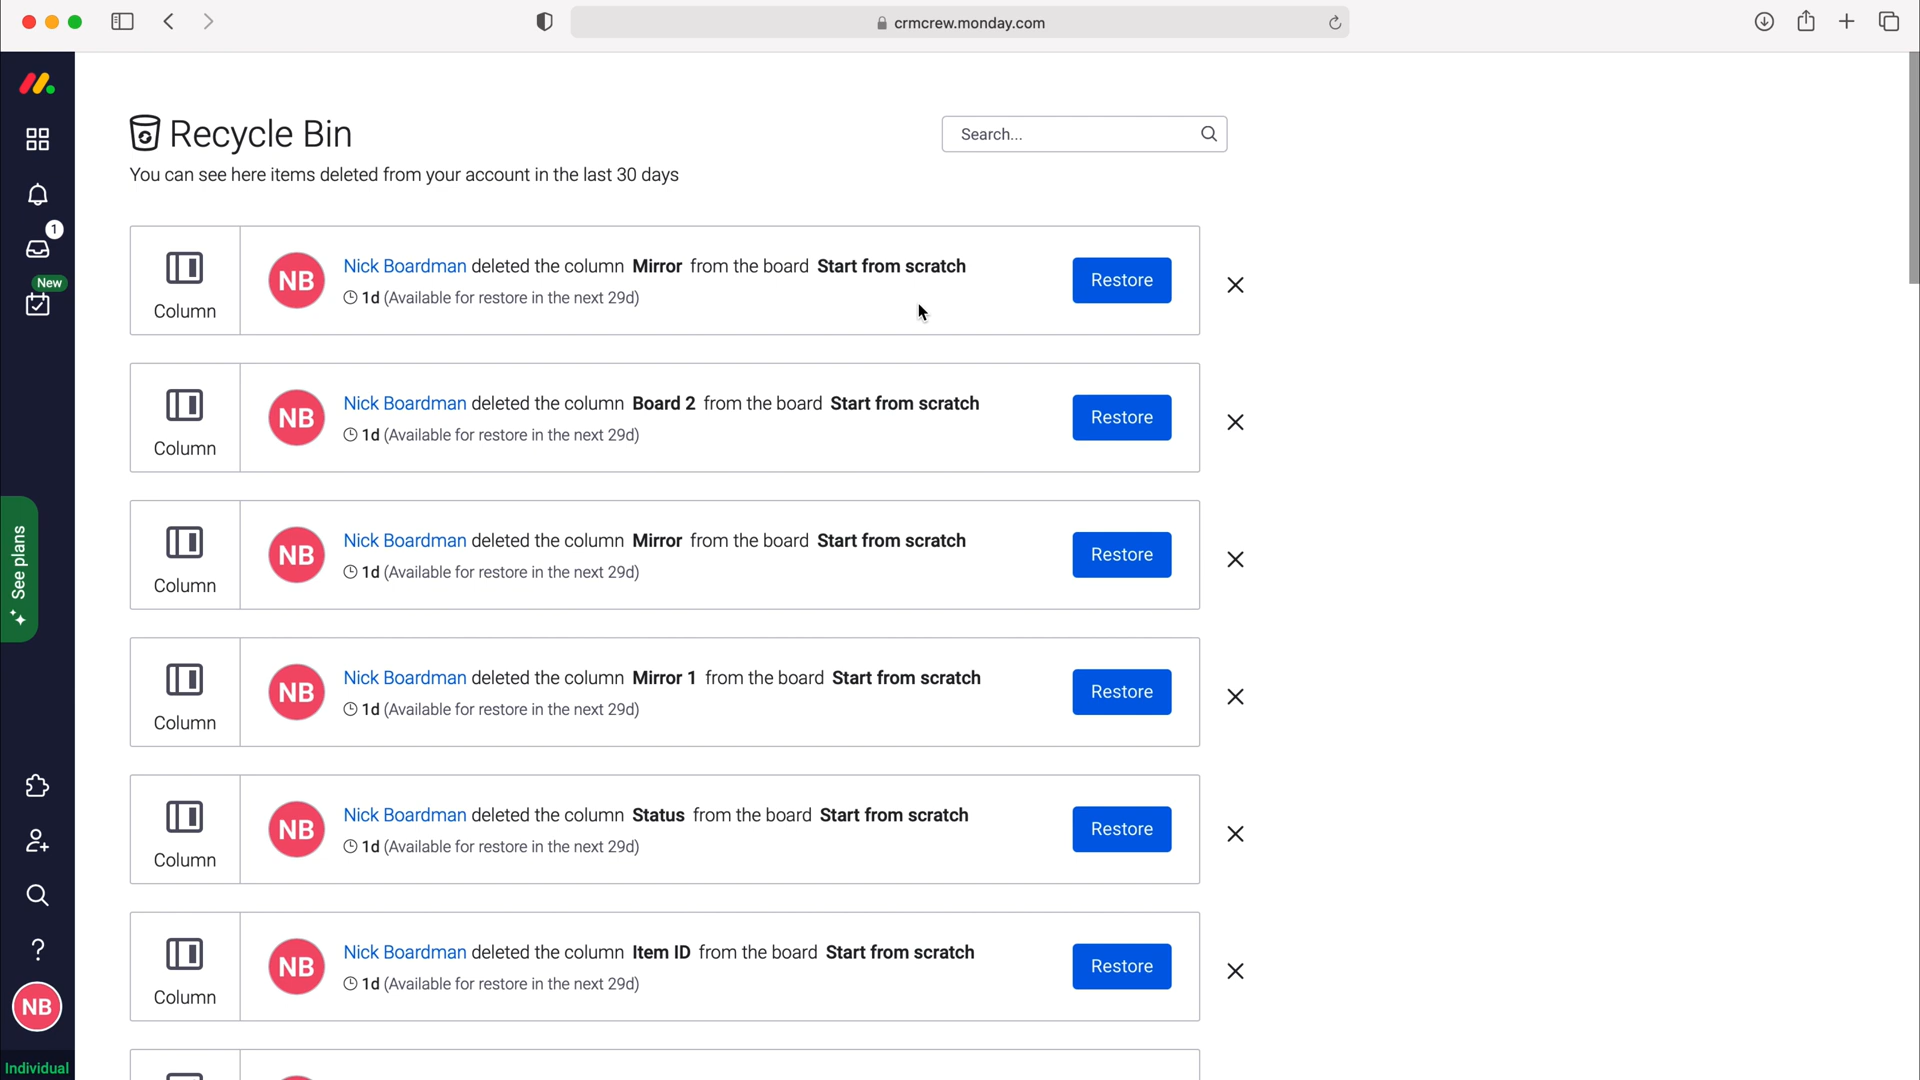 crmcrew.monday.com
Recycle Bin
Search...
You can see here items deleted from your account in the last 30 days
1
New
See plans
NB
Individual
Column
NB
Nick Boardman deleted the column Mirror from the board Start from scratch
1d (Available for restore in the next 29d)
Restore
Column
NB
Nick Boardman deleted the column Board 2 from the board Start from scratch
1d (Available for restore in the next 29d)
Restore
Column
NB
Nick Boardman deleted the column Mirror from the board Start from scratch
1d (Available for restore in the next 29d)
Restore
Column
NB
Nick Boardman deleted the column Mirror 1 from the board Start from scratch
1d (Available for restore in the next 29d)
Restore
Column
NB
Nick Boardman deleted the column Status from the board Start from scratch
1d (Available for restore in the next 29d)
Restore
Column
NB
Nick Boardman deleted the column Item ID from the board Start from scratch
1d (Available for restore in the next 29d)
Restore